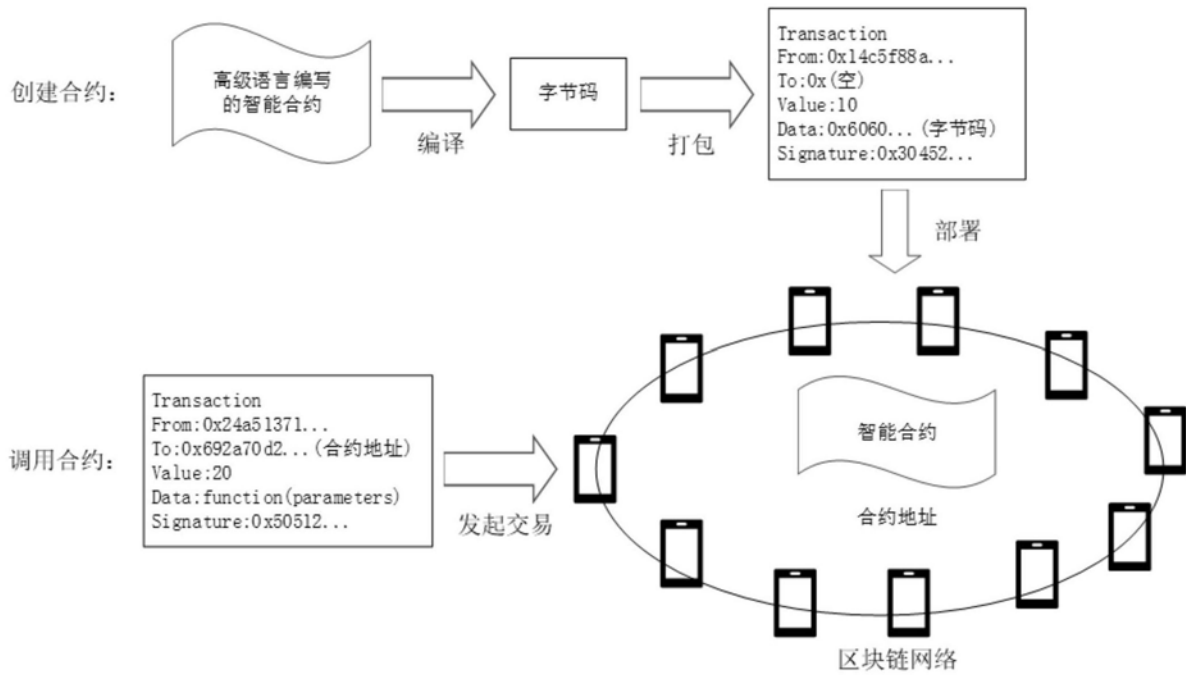 创建合约:
高级语言编写
的智能合约
编译
字节码
打包
Transaction
From:0x14c5f88a...
To:0x(空)
Value:10
Data:0x6060...(字节码)
Signature:0x30452...
部署
调用合约:
Transaction
From:0x24a51371...
To:0x692a70d2...(合约地址)
Value:20
Data:function(parameters)
Signature:0x50512...
发起交易
智能合约
合约地址
区块链网络